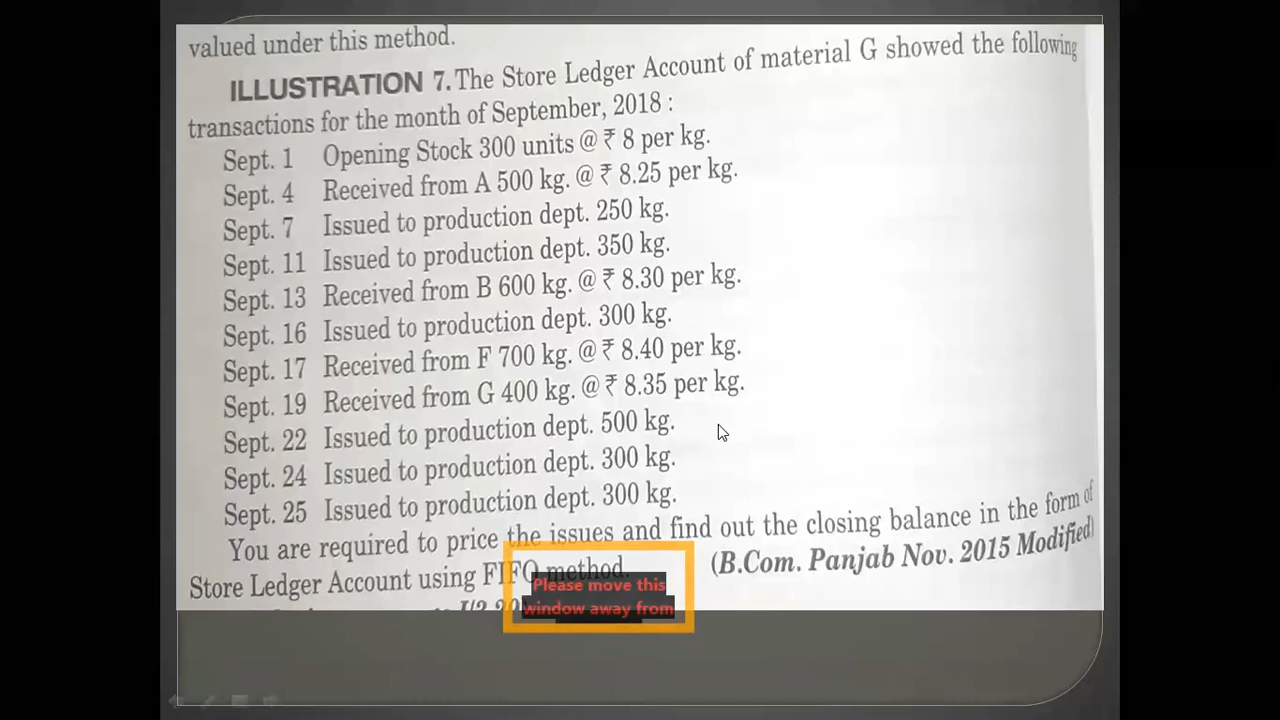 valued under this method.
ILLUSTRATION 7. The Store Ledger Account of material G showed the following
transactions for the month of September, 2018 :
Sept. 1 Opening Stock 300 units @ ₹ 8 per kg.
Sept. 4 Received from A 500 kg. @ ₹ 8.25 per kg.
Sept. 7 Issued to production dept. 250 kg.
Sept. 11 Issued to production dept. 350 kg.
Sept. 13 Received from B 600 kg. @ ₹ 8.30 per kg.
Sept. 16 Issued to production dept. 300 kg.
Sept. 17 Received from F 700 kg. @ ₹ 8.40 per kg.
Sept. 19 Received from G 400 kg. @ ₹ 8.35 per kg.
Sept. 22 Issued to production dept. 500 kg.
Sept. 24 Issued to production dept. 300 kg.
Sept. 25 Issued to production dept. 300 kg.
You are required to price the issues and find out the closing balance in the form of
Store Ledger Account using FIFO method. (B.Com. Panjab Nov. 2015 Modified)
Please move this
window away from